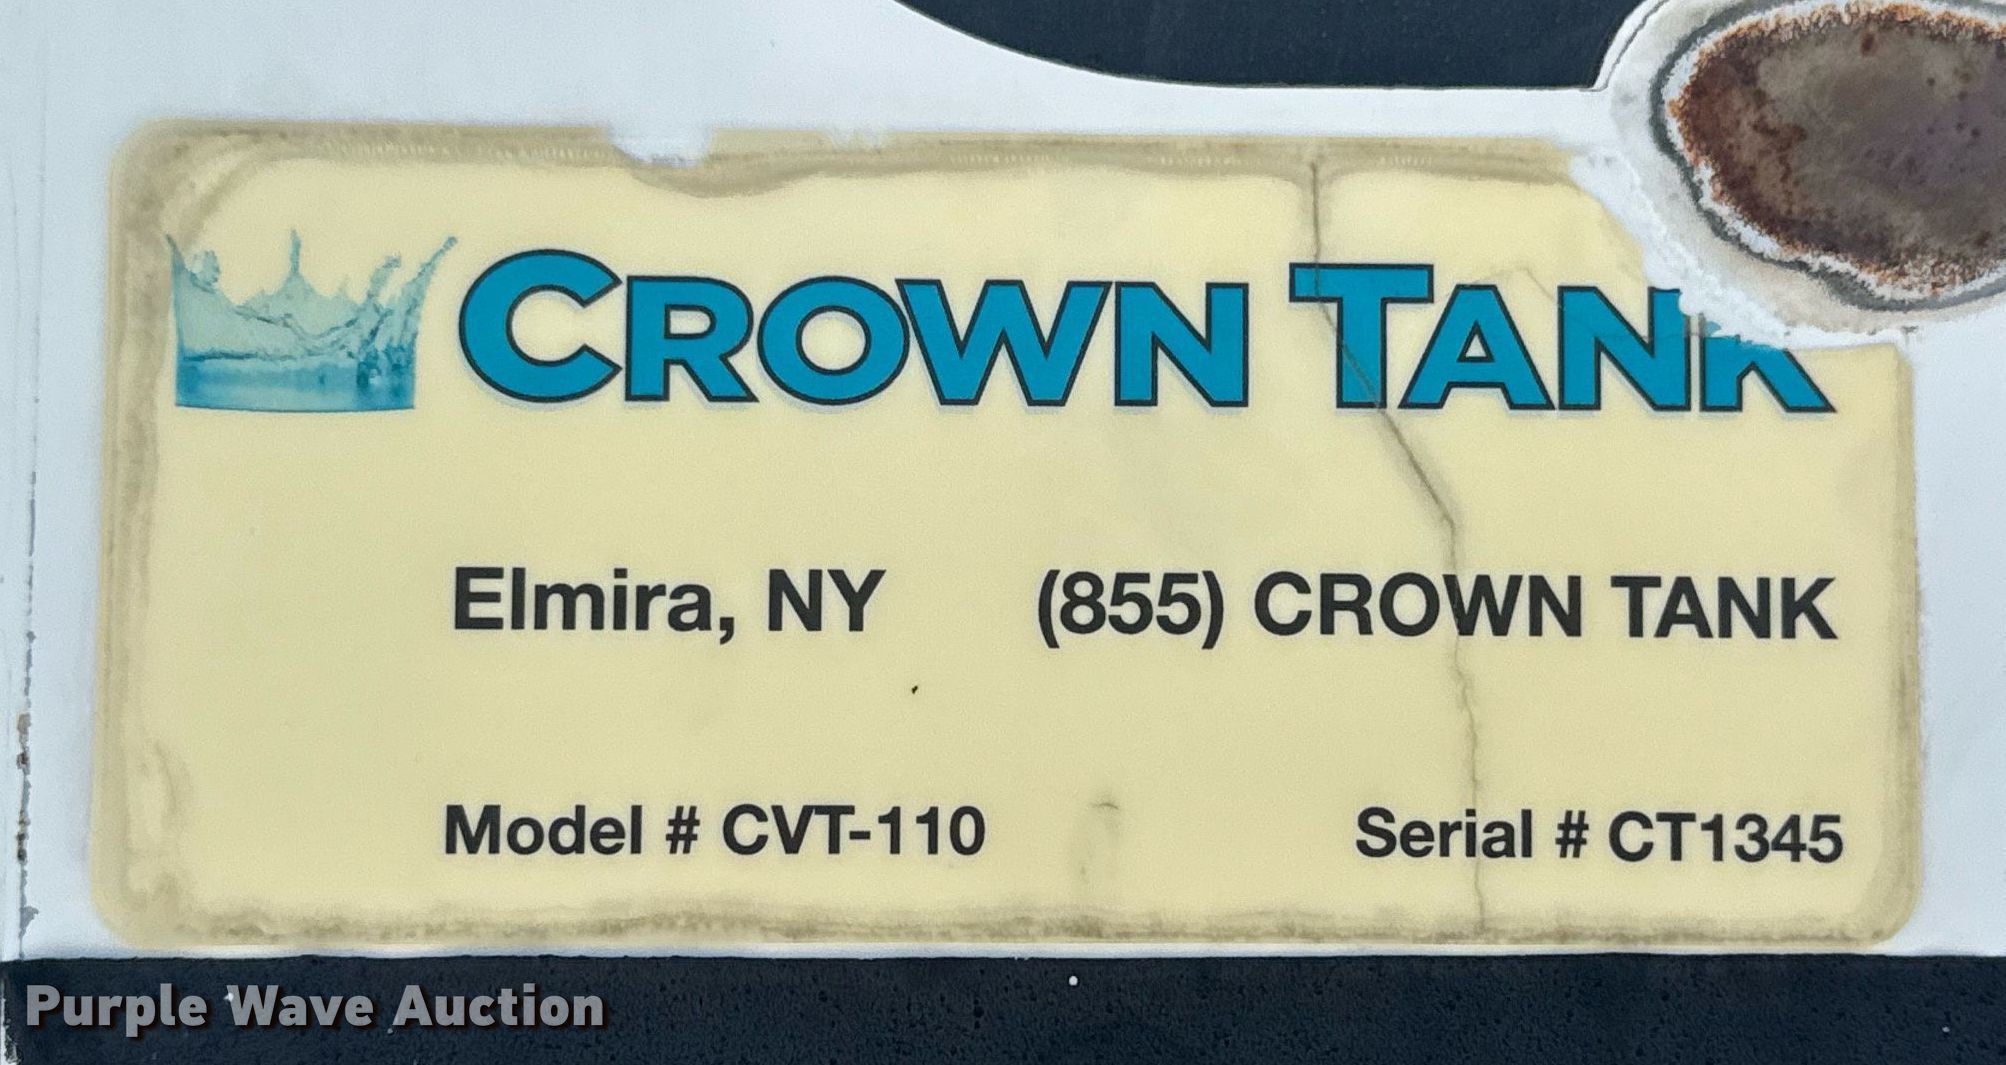 CROWN TANK
Elmira, NY (855) CROWN TANK
Model # CVT-110 Serial # CT1345
Purple Wave Auction